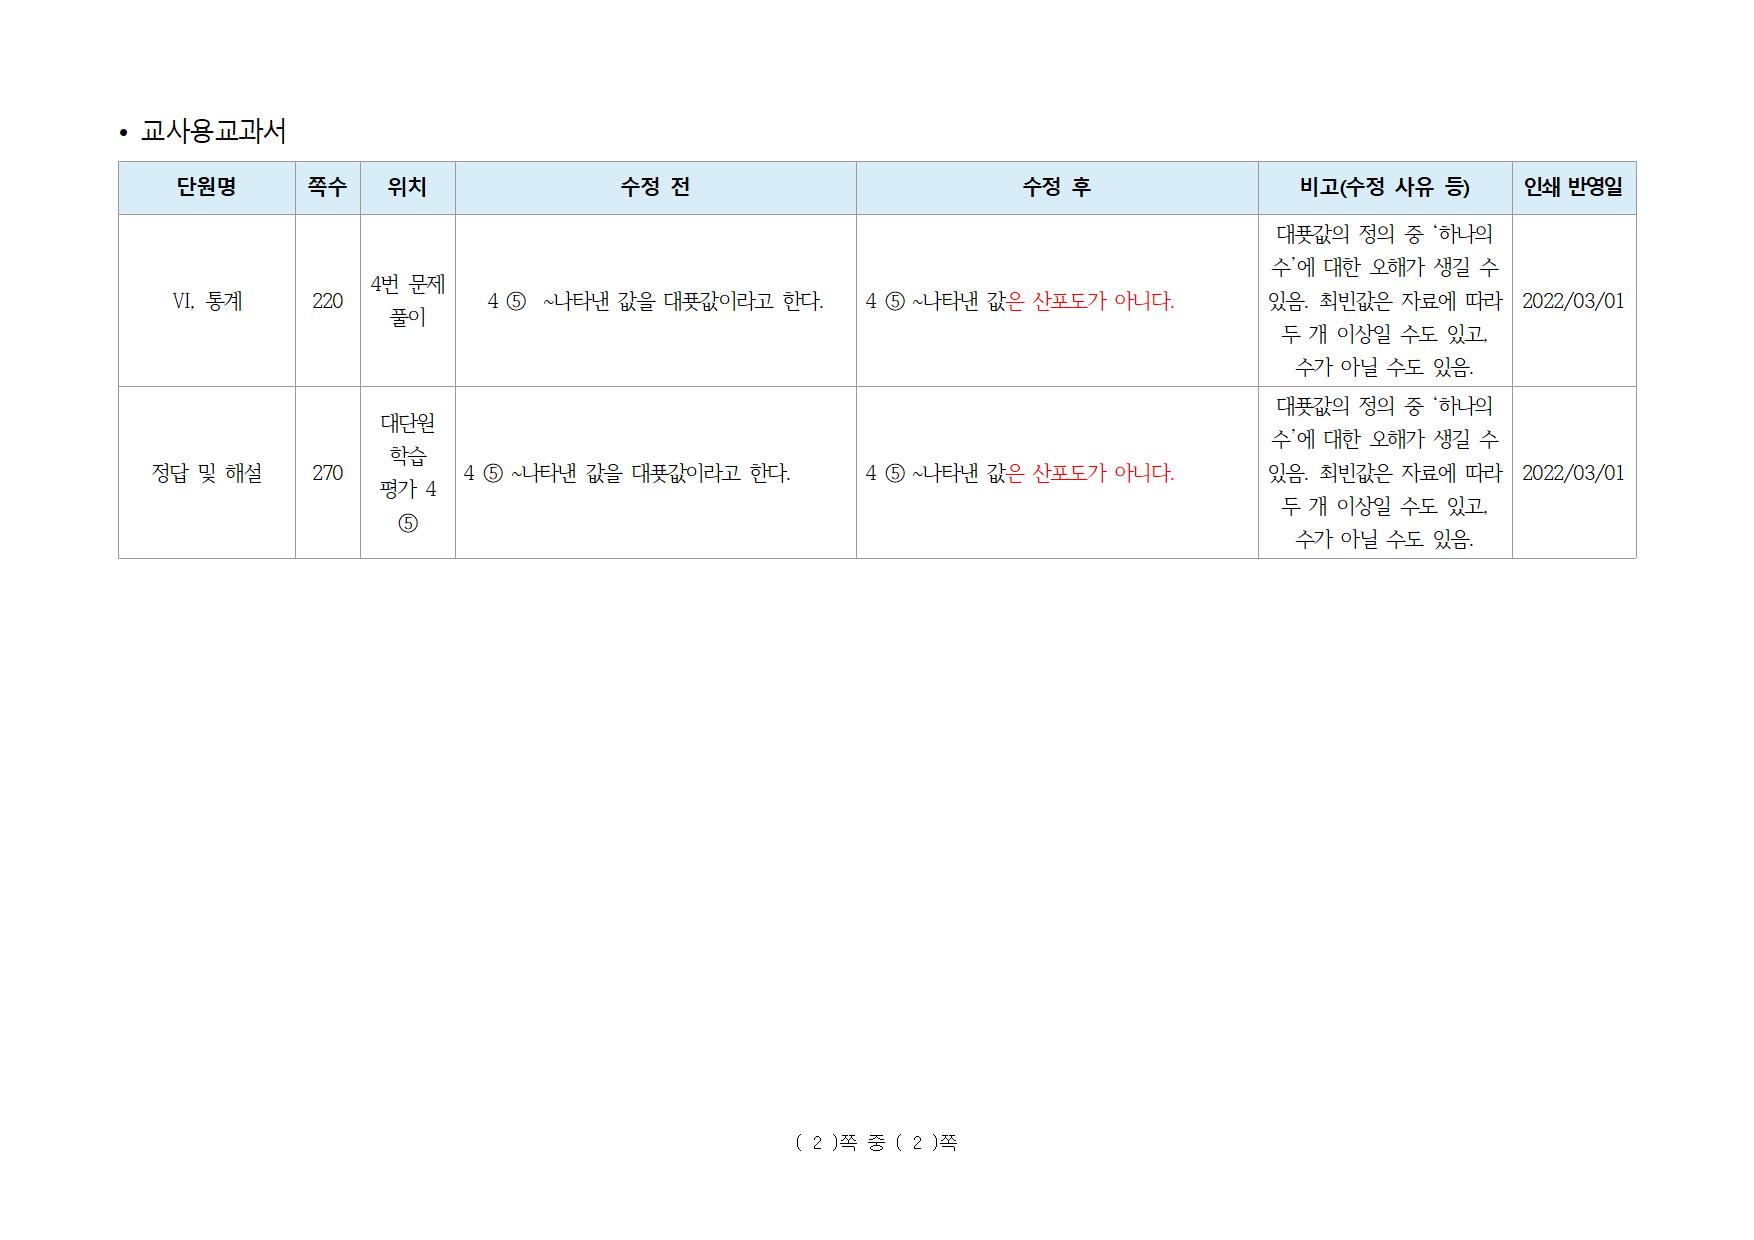 • 교사용교과서
단원명 쪽수 위치 수정 전 수정 후 비고(수정 사유 등) 인쇄 반영일
VI. 통계 220 4번 문제 풀이 4 ⑤ ~나타낸 값을 대푯값이라고 한다. 4 ⑤ ~나타낸 값은 산포도가 아니다. 대푯값의 정의 중 ‘하나의 수’에 대한 오해가 생길 수 있음. 최빈값은 자료에 따라 두 개 이상일 수도 있고, 수가 아닐 수도 있음. 2022/03/01
정답 및 해설 270 대단원 학습 평가 4 ⑤ 4 ⑤ ~나타낸 값을 대푯값이라고 한다. 4 ⑤ ~나타낸 값은 산포도가 아니다. 대푯값의 정의 중 ‘하나의 수’에 대한 오해가 생길 수 있음. 최빈값은 자료에 따라 두 개 이상일 수도 있고, 수가 아닐 수도 있음. 2022/03/01
( 2 )쪽 중 ( 2 )쪽